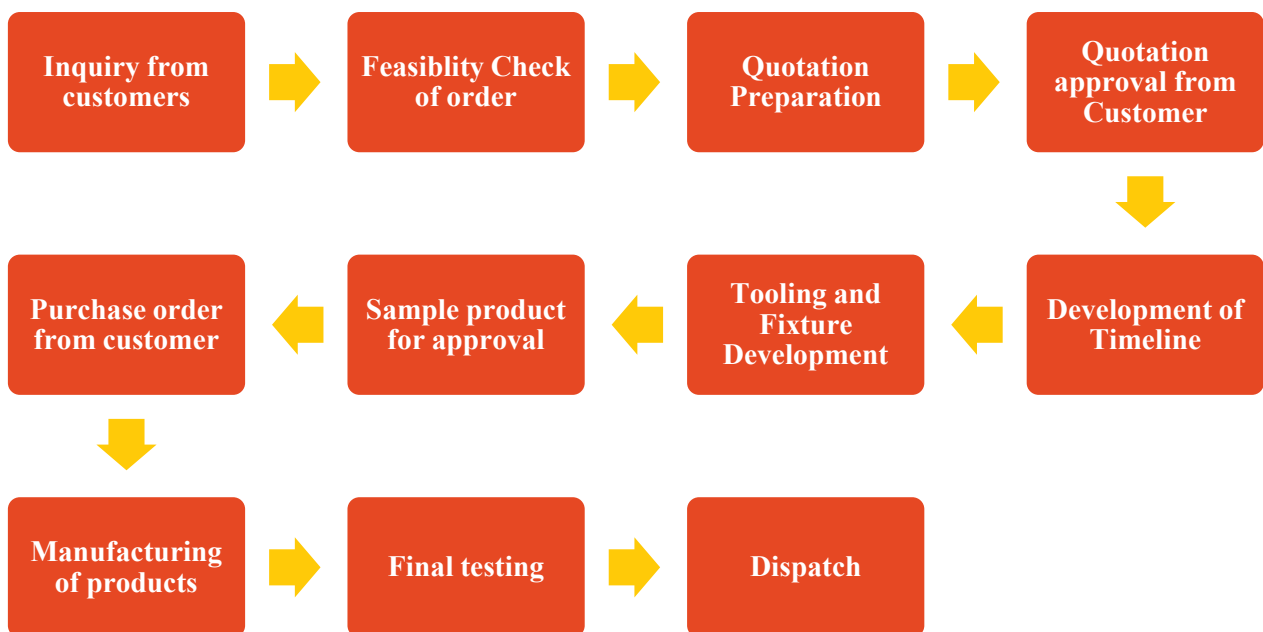 Inquiry from
customers
Feasiblity Check
of order
Quotation
Preparation
Quotation
approval from
Customer
Development of
Timeline
Tooling and
Fixture
Development
Sample product
for approval
Purchase order
from customer
Manufacturing
of products
Final testing
Dispatch